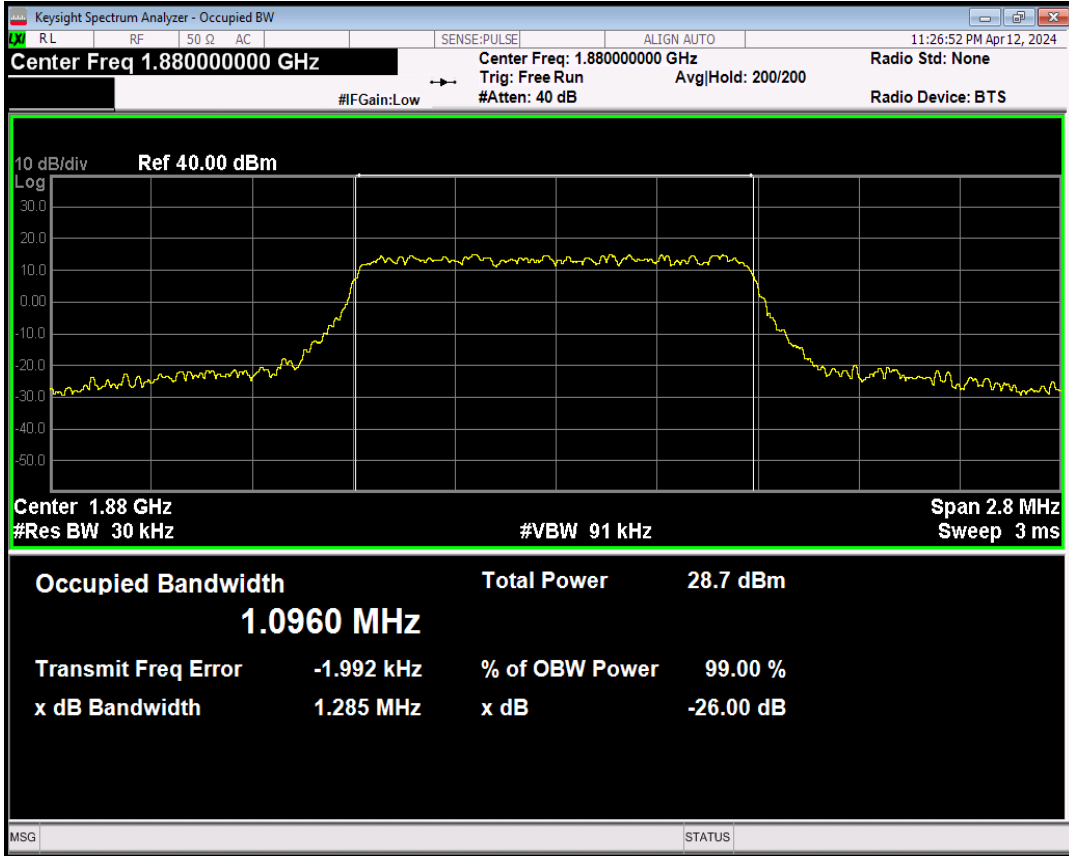 Keysight Spectrum Analyzer - Occupied BW
LXI RL RF 50 Ω AC SENSE:PULSE ALIGN AUTO 11:26:52 PM Apr 12, 2024
Center Freq 1.880000000 GHz
Center Freq: 1.880000000 GHz
Radio Std: None
Trig: Free Run Avg|Hold: 200/200
#IFGain:Low #Atten: 40 dB Radio Device: BTS
10 dB/div Ref 40.00 dBm
Log
30.0
20.0
10.0
0.00
-10.0
-20.0
-30.0
-40.0
-50.0
Center 1.88 GHz Span 2.8 MHz
#Res BW 30 kHz #VBW 91 kHz Sweep 3 ms
Occupied Bandwidth Total Power 28.7 dBm
1.0960 MHz
Transmit Freq Error -1.992 kHz % of OBW Power 99.00 %
x dB Bandwidth 1.285 MHz x dB -26.00 dB
MSG STATUS